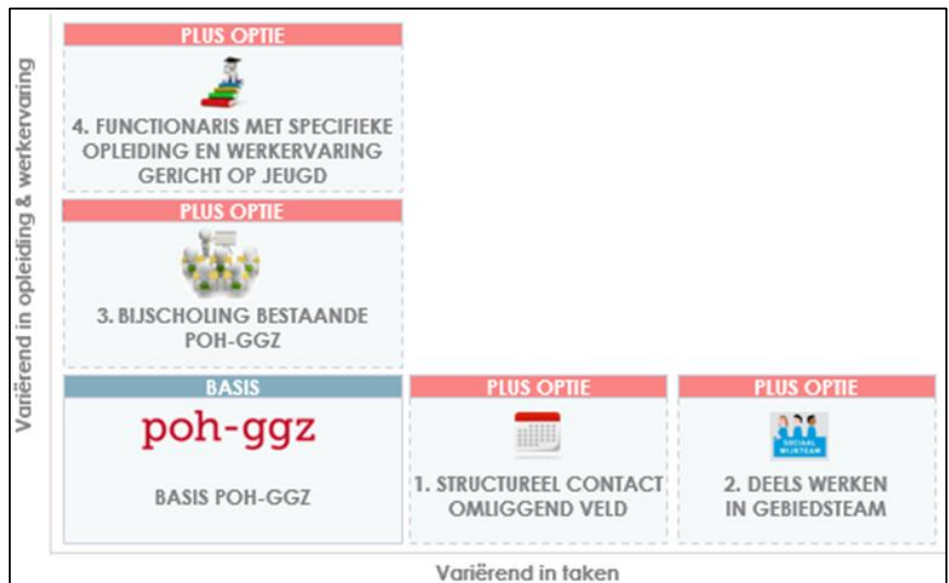 PLUS OPTIE
4. FUNCTIONARIS MET SPECIFIEKE
OPLEIDING EN WERKERVARING
GERICHT OP JEUGD
PLUS OPTIE
3. BIJSCHOLING BESTAANDE
POH-GGZ
BASIS
poh-ggz
BASIS POH-GGZ
PLUS OPTIE
1. STRUCTUREEL CONTACT
OMLIGGEND VELD
PLUS OPTIE
SOCIAAL
WIJKTEAM
2. DEELS WERKEN
IN GEBIEDSTEAM
Variërend in opleiding & werkervaring
Variërend in taken